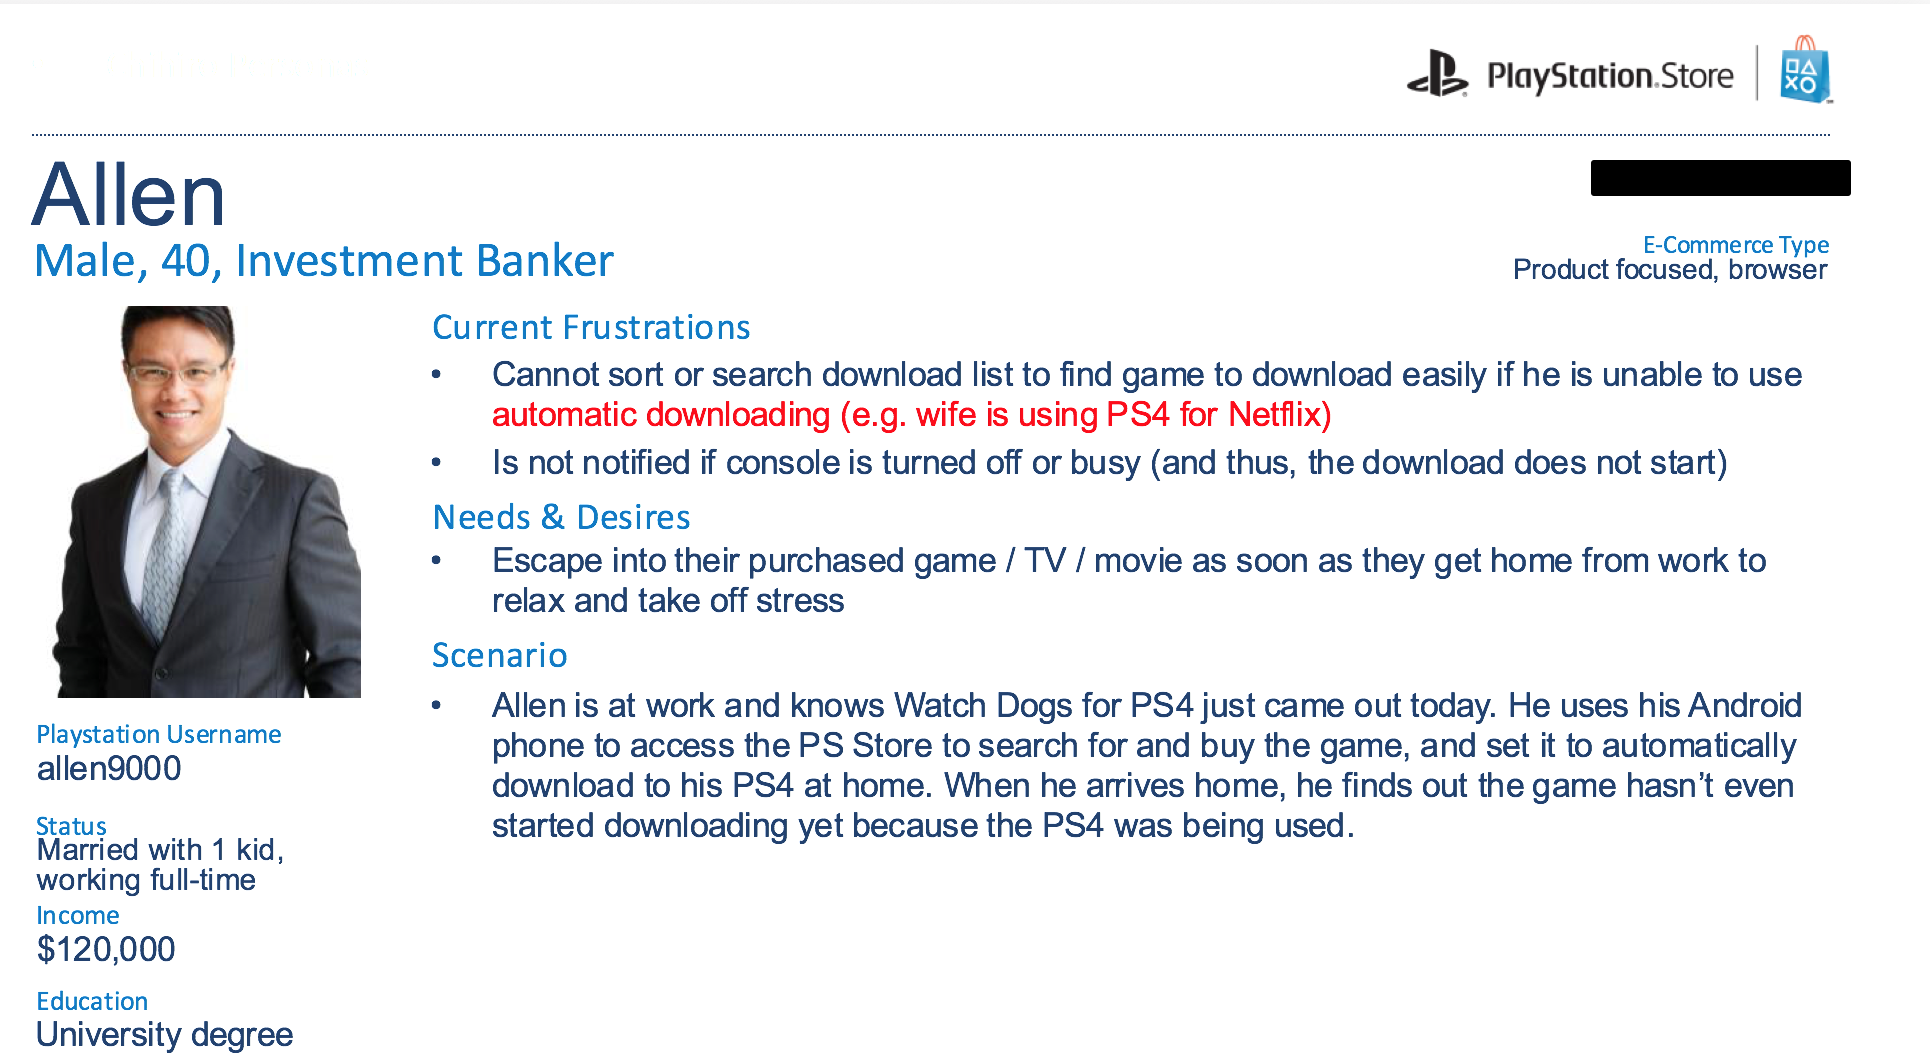 PlayStation.Store
Allen
Male, 40, Investment Banker
E-Commerce Type
Product focused, browser
Current Frustrations
• Cannot sort or search download list to find game to download easily if he is unable to use
automatic downloading (e.g. wife is using PS4 for Netflix)
• Is not notified if console is turned off or busy (and thus, the download does not start)
Needs & Desires
• Escape into their purchased game / TV / movie as soon as they get home from work to
relax and take off stress
Scenario
• Allen is at work and knows Watch Dogs for PS4 just came out today. He uses his Android
phone to access the PS Store to search for and buy the game, and set it to automatically
download to his PS4 at home. When he arrives home, he finds out the game hasn’t even
started downloading yet because the PS4 was being used.
Playstation Username
allen9000
Status
Married with 1 kid,
working full-time
Income
$120,000
Education
University degree